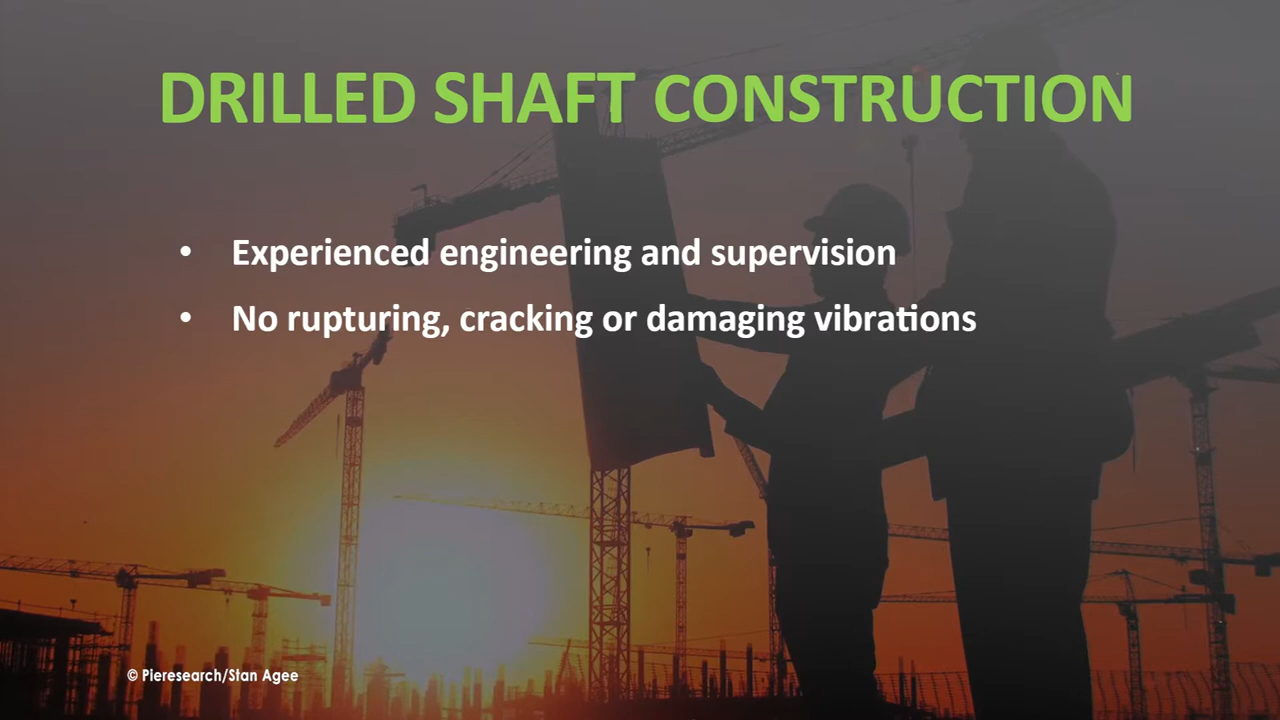 DRILLED SHAFT CONSTRUCTION
• Experienced engineering and supervision
• No rupturing, cracking or damaging vibrations
© Pieresearch/Stan Agee